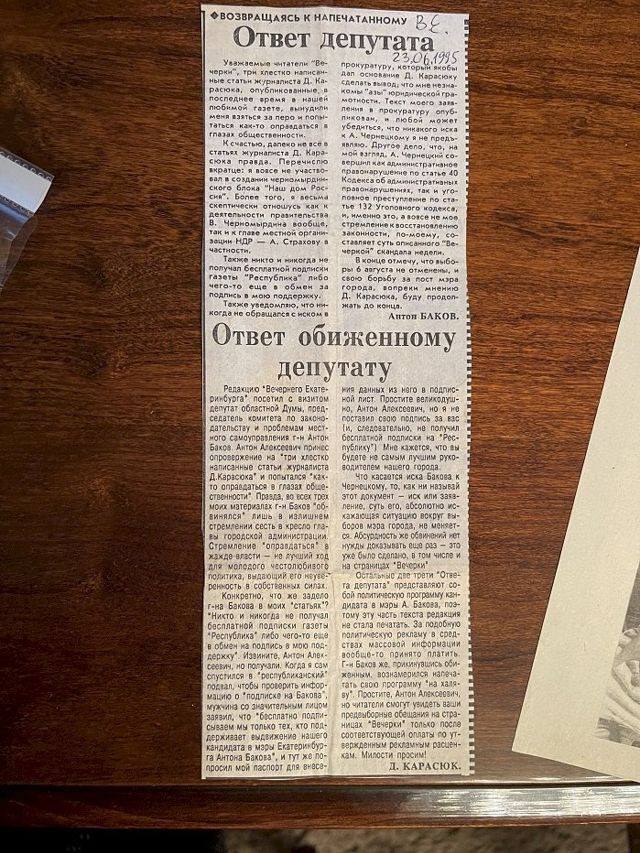 ◆ВОЗВРАЩАЯСЬ К НАПЕЧАТАННОМУ
В.Е.
23.06.1995
Ответ депутата
Уважаемые читатели "Ве-
черки", три хлестко написан-
ные статьи журналиста Д. Ка-
расюка, опубликованные в
последнее время в нашей
любимой газете, вынудили
меня взяться за перо и попы-
таться как-то оправдаться в
глазах общественности.
К счастью, далеко не все в
статьях журналиста Д. Кара-
сюка правда. Перечислю
вкратце: я вовсе не участво-
вал в создании черномырдин-
ского блока "Наш дом Рос-
сия". Более того, я весьма
скептически отношусь как к
деятельности правительства
В. Черномырдина вообще,
так и к главе местной органи-
зации НДР — А. Страхову в
частности.
Также никто и никогда не
получал бесплатной подписки
газеты "Республика" либо
чего-то еще в обмен за
подпись в мою поддержку.
Также уведомляю, что ни-
когда не обращался с иском в
прокуратуру, который якобы
дал основание Д. Карасюку
сделать вывод, что мне незна-
комы "азы" юридической гра-
мотности. Текст моего заяв-
ления в прокуратуру опубли-
кован, и любой может
убедиться, что никакого иска
к А. Чернецкому я не предъ-
являю. Другое дело, что, на
мой взгляд, А. Чернецкий со-
вершил как административное
правонарушение по статье 40
Кодекса об административных
правонарушениях, так и уго-
ловное преступление по ста-
тье 132 Уголовного кодекса,
и, именно это, а вовсе не мое
стремление к восстановлению
законности, по-моему, со-
ставляет суть описанного "Ве-
черкой" скандала недели.
В конце отмечу, что выбо-
ры 6 августа не отменены, и
свою борьбу за пост мэра
города, вопреки мнению
Д. Карасюка, буду продол-
жать до конца.
Антон БАКОВ.
Ответ обиженному
депутату
Редакцию "Вечернего Екате-
ринбурга" посетил с визитом
депутат областной Думы, пред-
седатель комитета по законо-
дательству и проблемам мест-
ного самоуправления г-н Антон
Баков. Антон Алексеевич принес
опровержение на "три хлестко
написанные статьи журналиста
Д.Карасюка" и попытался "как-
то оправдаться в глазах обще-
ственности" Правда, во всех трех
моих материалах г-н Баков "об-
винялся" лишь в излишнем
стремлении сесть в кресло главы
городской администрации.
Стремление "оправдаться" в
жажде власти — не лучший ход
для молодого честолюбивого
политика, выдающий его неуве-
ренность в собственных силах.
Конкретно, что же задело
г-на Бакова в моих "статьях"?
"Никто и никогда не получал
бесплатной подписки газеты
"Республика" либо чего-то еще
в обмен на подпись в мою под-
держку". Извините, Антон Алек-
сеевич, но получали. Когда я сам
спустился в "республиканский"
подвал, чтобы проверить инфор-
мацию о "подписке на Бакова",
мужчина со значительным лицом
заявил, что "бесплатно подпи-
сываем мы только тех, кто под-
держивает выдвижение нашего
кандидата в мэры Екатеринбур-
га Антона Бакова", и тут же по-
просил мой паспорт для внесе-
ния данных из него в подписной
лист. Простите великодуш-
но, Антон Алексеевич, но я не
поставил свою подпись за вас
(и, следовательно, не получил
бесплатной подписки на "Рес-
публику") Мне кажется, что вы
будете не самым лучшим руко-
водителем нашего города.
Что касается иска Бакова к
Чернецкому, то, как ни называй
этот документ — иск или заявле-
ние, суть его, абсолютно ис-
кажающая ситуацию вокруг вы-
боров мэра города, не меняет-
ся. Абсурдность же обвинений нет
нужды доказывать еще раз — это
уже было сделано, в том числе и
на страницах "Вечерки"
Остальные две трети "Отве-
та депутата" представляют со-
бой политическую программу кан-
дидата в мэры А. Бакова, поэ-
тому эту часть текста редакция
не стала печатать. За подобную
политическую рекламу в сред-
ствах массовой информации
вообще-то принято платить.
Г-н Баков же, прикинувшись оби-
женным, вознамерился напеча-
тать свою программу "на халя-
ву". Простите, Антон Алексеевич,
но читатели смогут увидеть ваши
предвыборные обещания на стра-
ницах "Вечерки" только после
соответствующей оплаты по ут-
вержденным рекламным расцен-
кам. Милости просим!
Д. КАРАСЮК.